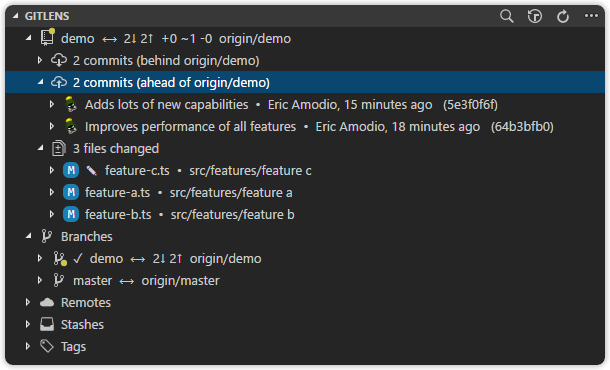 GITLENS
demo ↔ 2↓ 2↑ +0 ~1 -0 origin/demo
2 commits (behind origin/demo)
2 commits (ahead of origin/demo)
Adds lots of new capabilities • Eric Amodio, 15 minutes ago (5e3f0f6f)
Improves performance of all features • Eric Amodio, 18 minutes ago (64b3bfb0)
3 files changed
M feature-c.ts • src/features/feature c
M feature-a.ts • src/features/feature a
M feature-b.ts • src/features/feature b
Branches
✓ demo ↔ 2↓ 2↑ origin/demo
master ↔ origin/master
Remotes
Stashes
Tags